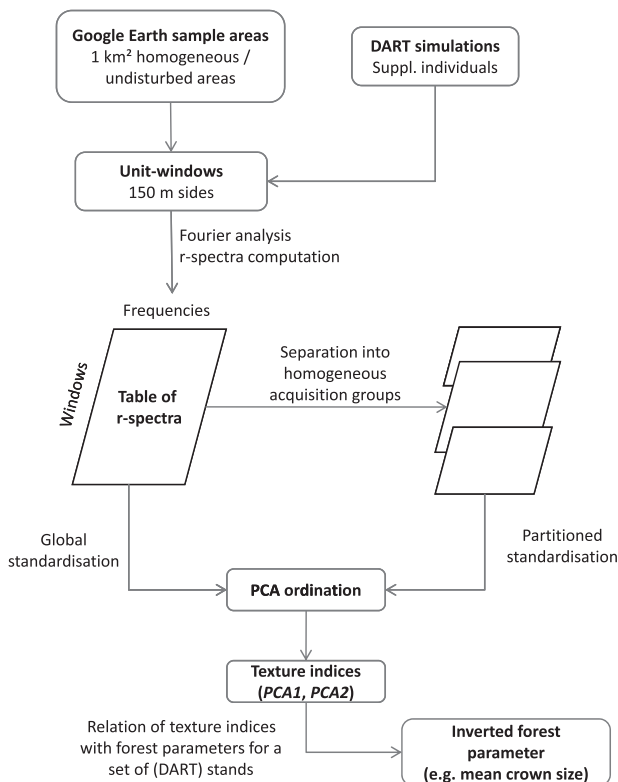 Google Earth sample areas
1 km² homogeneous /
undisturbed areas
DART simulations
Suppl. individuals
Unit-windows
150 m sides
Fourier analysis
r-spectra computation
Frequencies
Windows
Table of
r-spectra
Separation into
homogeneous
acquisition groups
Global
standardisation
Partitioned
standardisation
PCA ordination
Texture indices
(PCA1, PCA2)
Relation of texture indices
with forest parameters for a
set of (DART) stands
Inverted forest
parameter
(e.g. mean crown size)